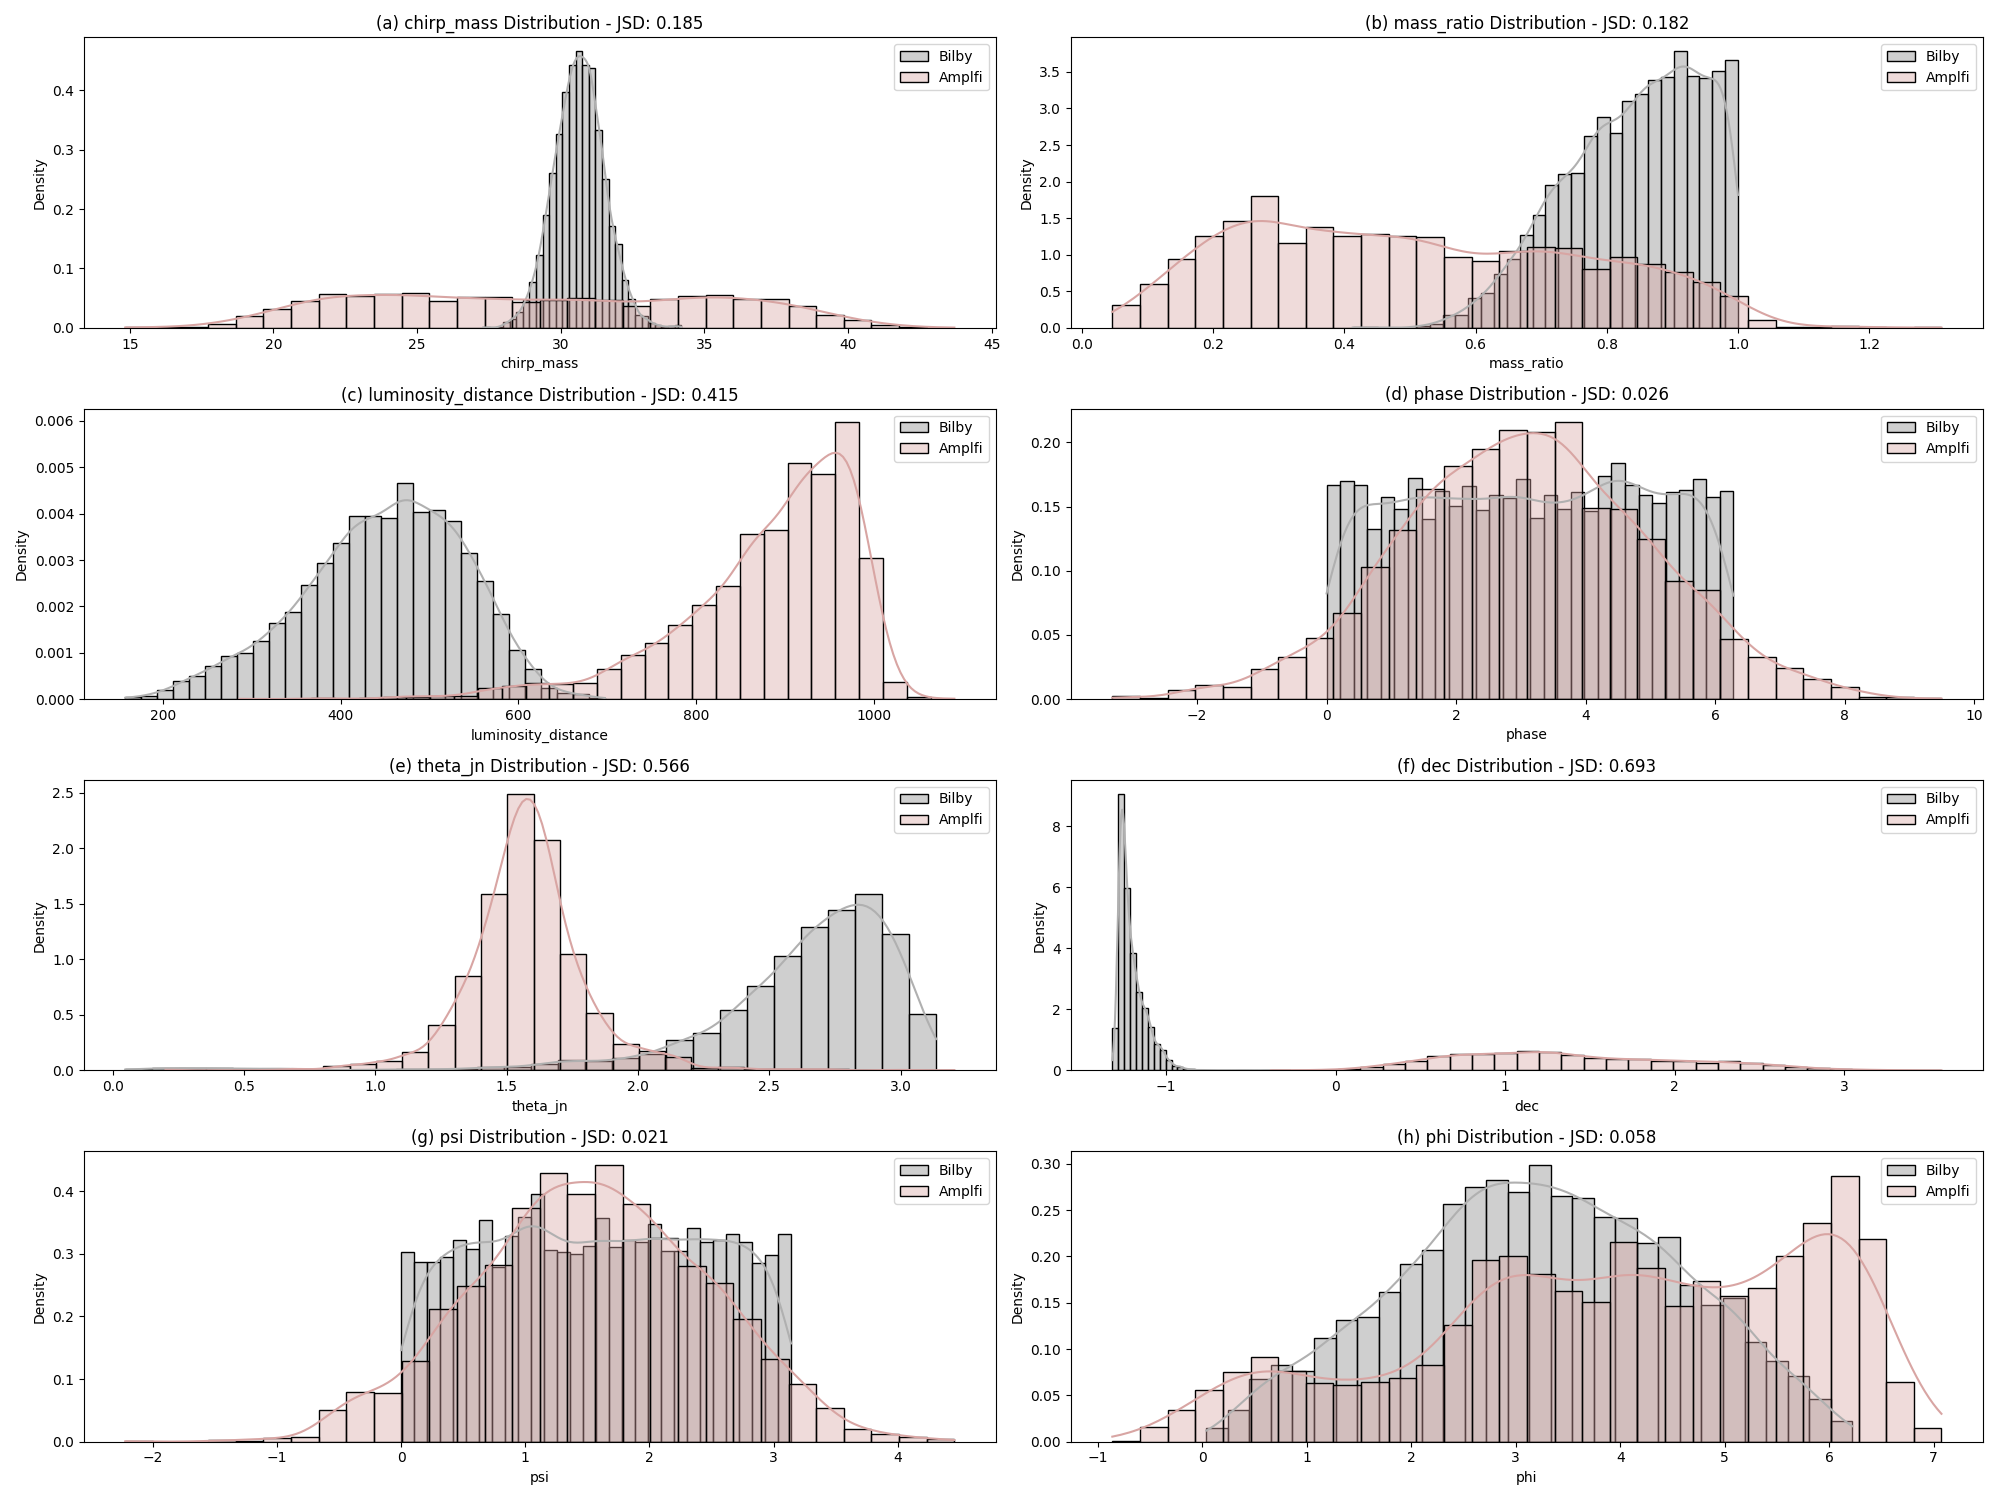 (a) chirp_mass Distribution - JSD: 0.185
Density
0.4
0.3
0.2
0.1
0.0
Bilby
Amplfi
15 20 25 30 35 40 45
chirp_mass
(b) mass_ratio Distribution - JSD: 0.182
Density
3.5
3.0
2.5
2.0
1.5
1.0
0.5
0.0
Bilby
Amplfi
0.0 0.2 0.4 0.6 0.8 1.0 1.2
mass_ratio
(c) luminosity_distance Distribution - JSD: 0.415
Density
0.006
0.005
0.004
0.003
0.002
0.001
0.000
Bilby
Amplfi
200 400 600 800 1000
luminosity_distance
(d) phase Distribution - JSD: 0.026
Density
0.20
0.15
0.10
0.05
0.00
Bilby
Amplfi
−2 0 2 4 6 8 10
phase
(e) theta_jn Distribution - JSD: 0.566
Density
2.5
2.0
1.5
1.0
0.5
0.0
Bilby
Amplfi
0.0 0.5 1.0 1.5 2.0 2.5 3.0
theta_jn
(f) dec Distribution - JSD: 0.693
Density
8
6
4
2
0
Bilby
Amplfi
−1 0 1 2 3
dec
(g) psi Distribution - JSD: 0.021
Density
0.4
0.3
0.2
0.1
0.0
Bilby
Amplfi
−2 −1 0 1 2 3 4
psi
(h) phi Distribution - JSD: 0.058
Density
0.30
0.25
0.20
0.15
0.10
0.05
0.00
Bilby
Amplfi
−1 0 1 2 3 4 5 6 7
phi